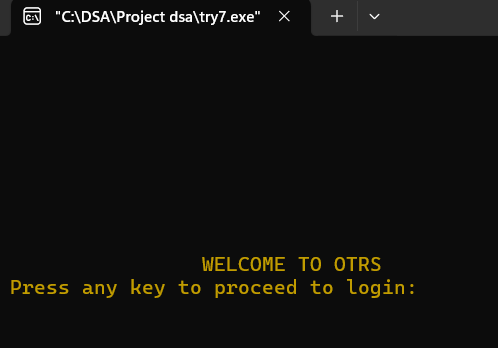 "C:\DSA\Project dsa\try7.exe"
WELCOME TO OTRS
Press any key to proceed to login: